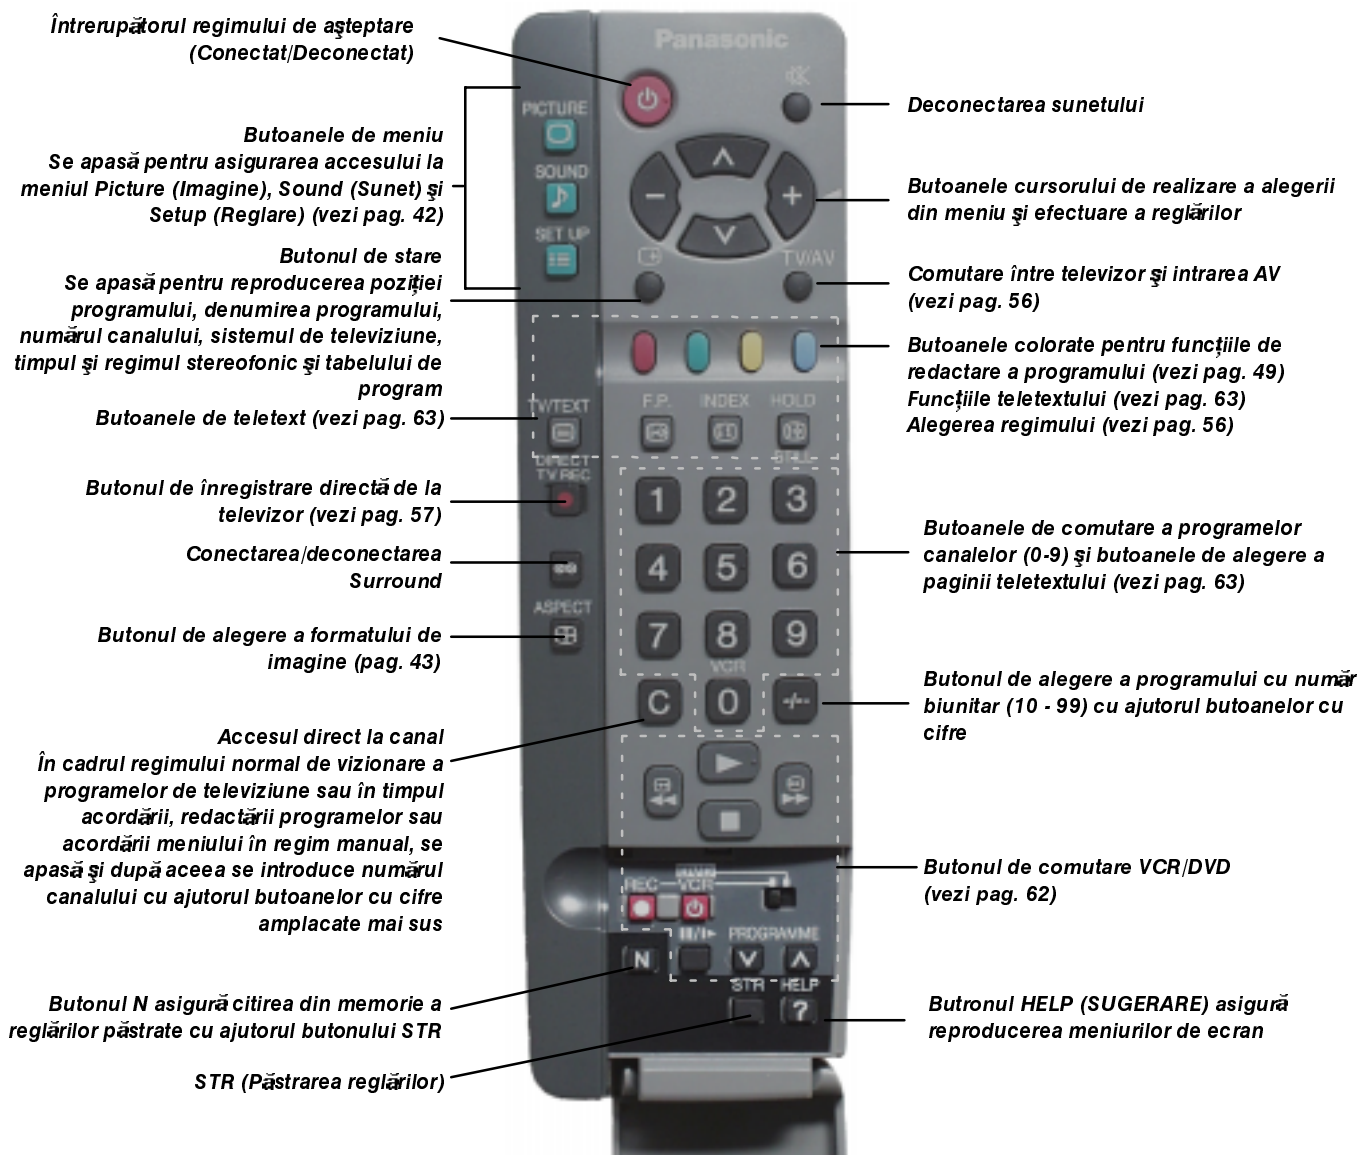 Întrerupătorul regimului de aşteptare
(Conectat/Deconectat)
Butoanele de meniu
Se apasă pentru asigurarea accesului la
meniul Picture (Imagine), Sound (Sunet) şi
Setup (Reglare) (vezi pag. 42)
Butonul de stare
Se apasă pentru reproducerea poziţiei
programului, denumirea programului,
numărul canalului, sistemul de televiziune,
timpul şi regimul stereofonic şi tabelului de
program
Butoanele de teletext (vezi pag. 63)
Butonul de înregistrare directă de la
televizor (vezi pag. 57)
Conectarea/deconectarea
Surround
Butonul de alegere a formatului de
imagine (pag. 43)
Accesul direct la canal
În cadrul regimului normal de vizionare a
programelor de televiziune sau în timpul
acordării, redactării programelor sau
acordării meniului în regim manual, se
apasă şi după aceea se introduce numărul
canalului cu ajutorul butoanelor cu cifre
amplacate mai sus
Butonul N asigură citirea din memorie a
reglărilor păstrate cu ajutorul butonului STR
STR (Păstrarea reglărilor)
Panasonic
PICTURE
SOUND
SET UP
TV/AV
TV/TEXT
F.P.
INDEX
HOLD
STILL
DIRECT
TV REC
1
2
3
4
5
6
ASPECT
7
8
9
VCR
C
0
-/--
REC
VCR
PROGRAMME
N
STR
HELP
?
Deconectarea sunetului
Butoanele cursorului de realizare a alegerii
din meniu şi efectuare a reglărilor
Comutare între televizor şi intrarea AV
(vezi pag. 56)
Butoanele colorate pentru funcţiile de
redactare a programului (vezi pag. 49)
Funcţiile teletextului (vezi pag. 63)
Alegerea regimului (vezi pag. 56)
Butoanele de comutare a programelor
canalelor (0-9) şi butoanele de alegere a
paginii teletextului (vezi pag. 63)
Butonul de alegere a programului cu număr
biunitar (10 - 99) cu ajutorul butoanelor cu
cifre
Butonul de comutare VCR/DVD
(vezi pag. 62)
Butronul HELP (SUGERARE) asigură
reproducerea meniurilor de ecran